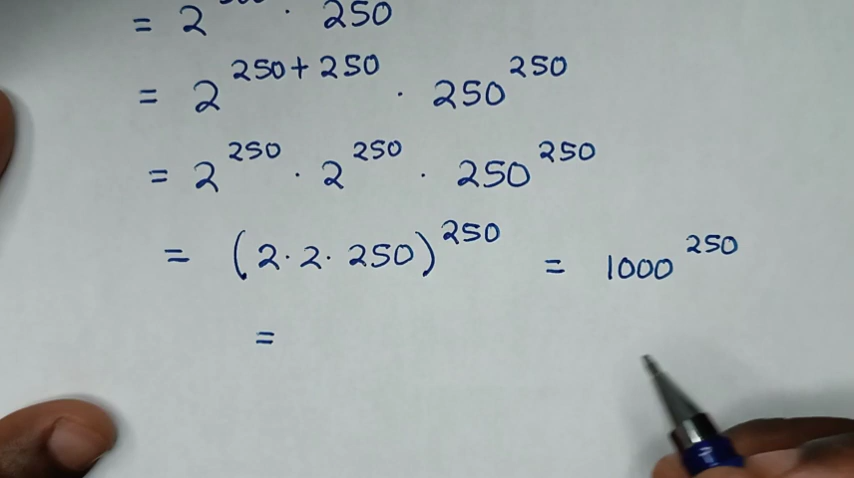 = 2 · 250
= 2^{250+250} · 250^{250}
= 2^{250} · 2^{250} · 250^{250}
= (2·2·250)^{250} = 1000^{250}
=